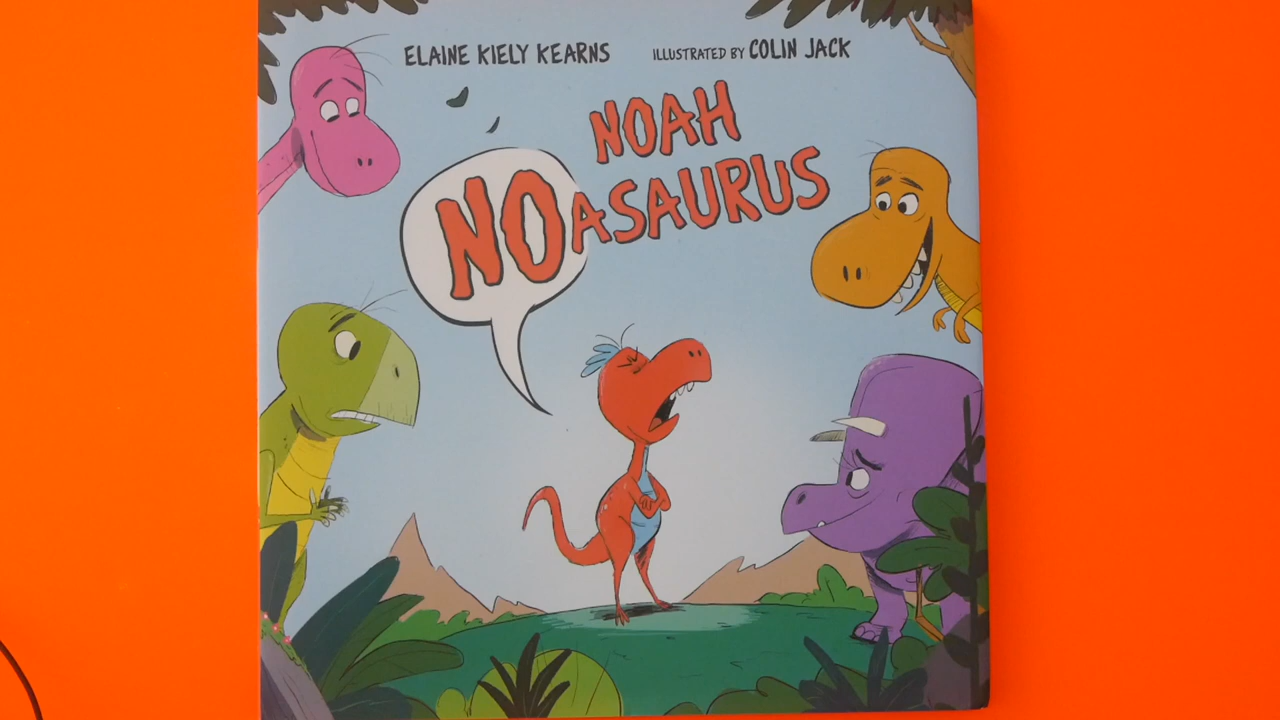 ELAINE KIELY KEARNS
ILLUSTRATED BY COLIN JACK
NOAH
NOASAURUS